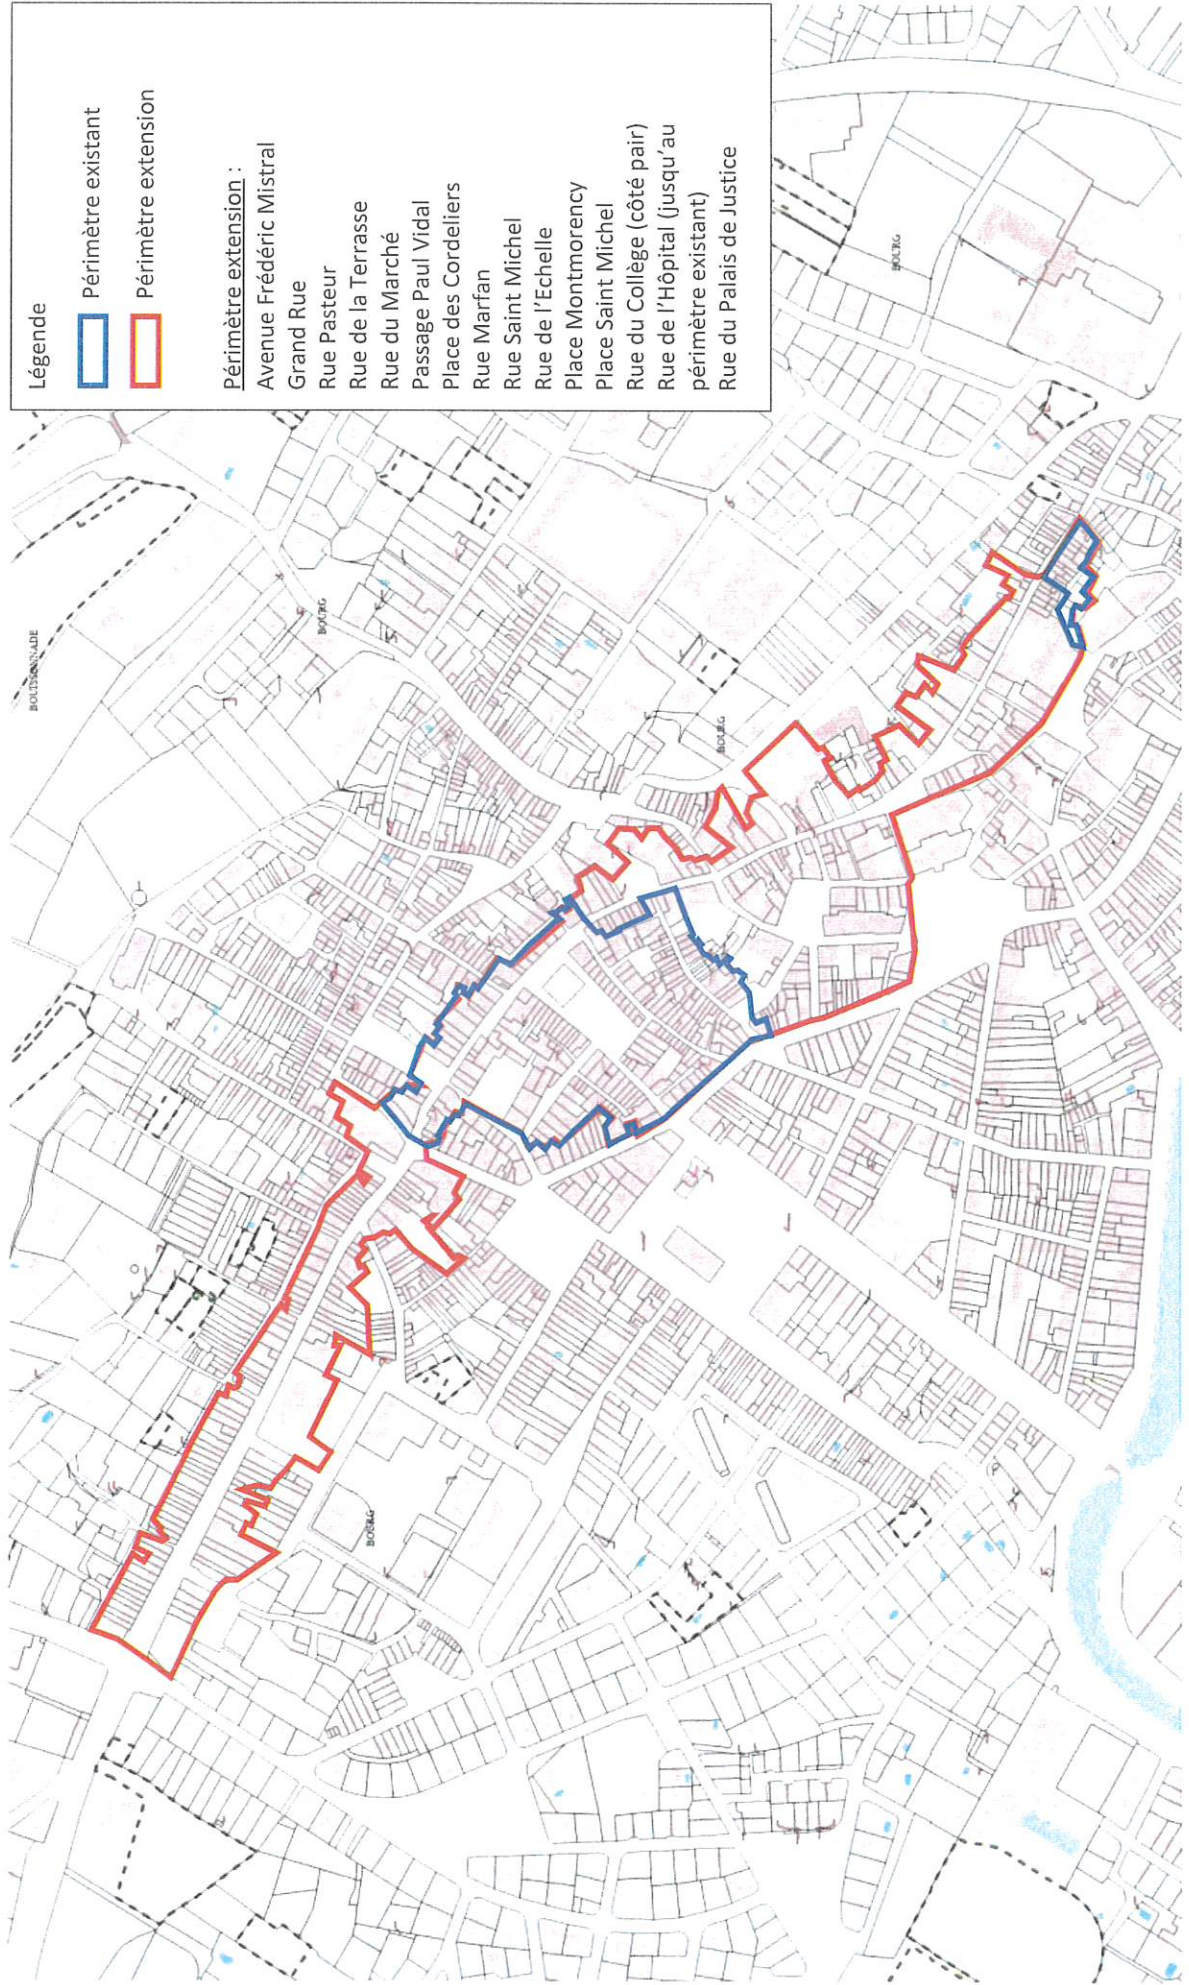 Légende
Périmètre existant
Périmètre extension
Périmètre extension :
Avenue Frédéric Mistral
Grand Rue
Rue Pasteur
Rue de la Terrasse
Rue du Marché
Passage Paul Vidal
Place des Cordeliers
Rue Marfan
Rue Saint Michel
Rue de l'Echelle
Place Montmorency
Place Saint Michel
Rue du Collège (côté pair)
Rue de l'Hôpital (jusqu'au
périmètre existant)
Rue du Palais de Justice
BOUISSONNADE
BOURG
BOURG
BOURG
BOURG